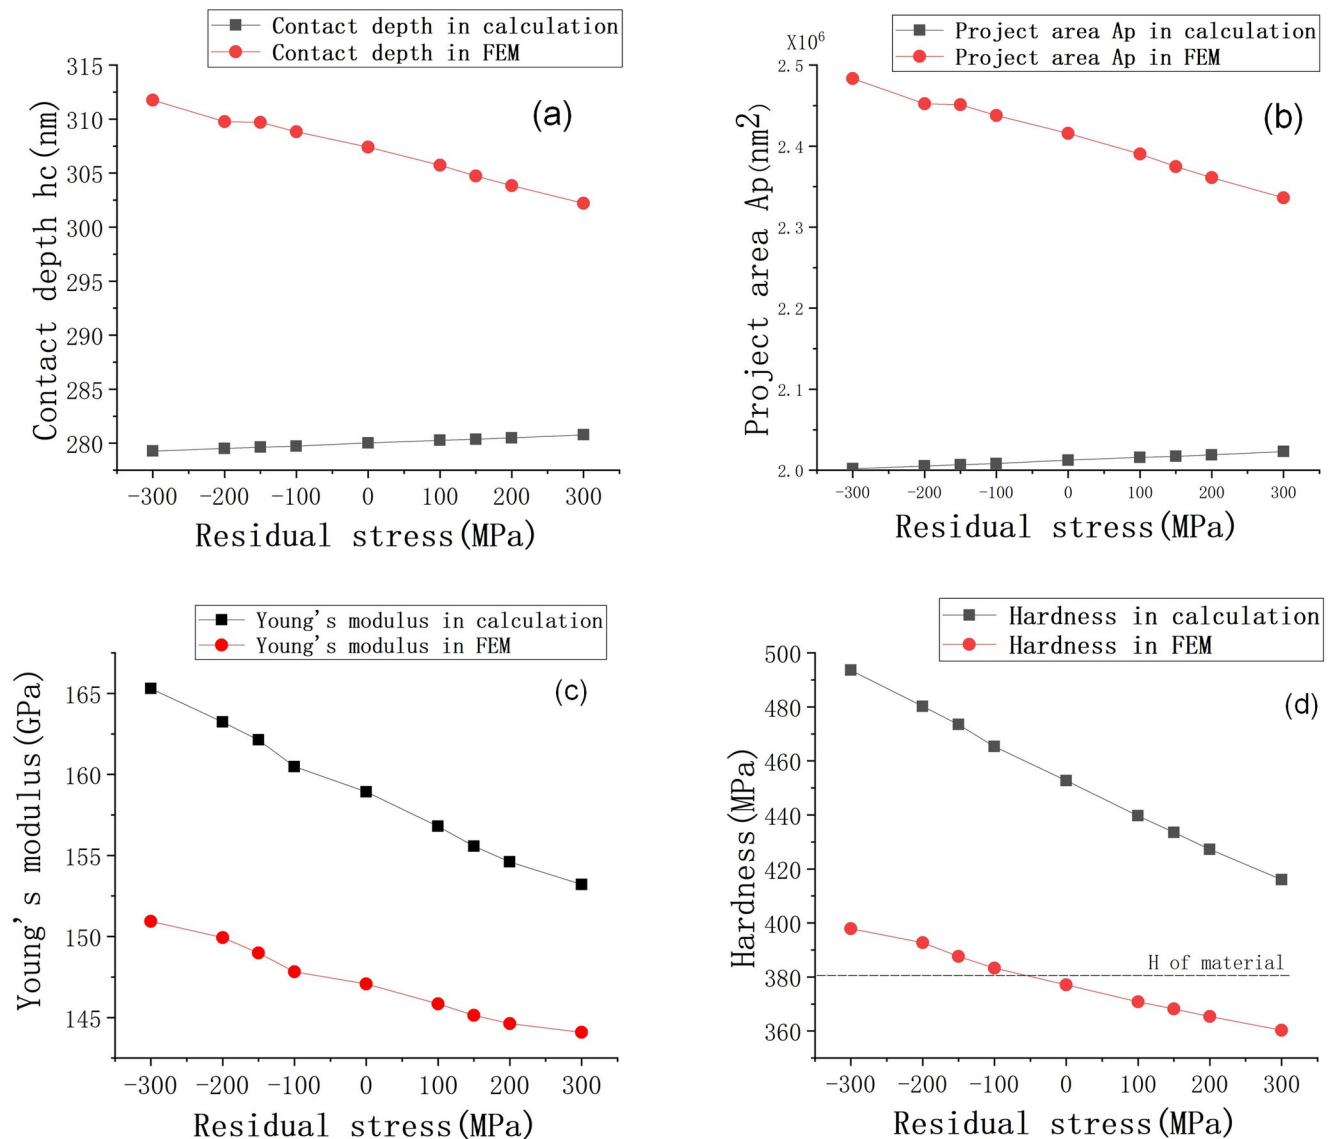 Contact depth in calculation
Contact depth in FEM
315
310
305
300
295
290
285
280
Contact depth hc(nm)
(a)
-300 -200 -100 0 100 200 300
Residual stress(MPa)
Project area Ap in calculation
Project area Ap in FEM
X10⁶
2.5
2.4
2.3
2.2
2.1
2.0
Project area Ap(nm²)
(b)
-300 -200 -100 0 100 200 300
Residual stress(MPa)
Young's modulus in calculation
Young's modulus in FEM
165
160
155
150
145
Young's modulus(GPa)
(c)
-300 -200 -100 0 100 200 300
Residual stress(MPa)
Hardness in calculation
Hardness in FEM
500
480
460
440
420
400
380
360
Hardness(MPa)
(d)
H of material
-300 -200 -100 0 100 200 300
Residual stress(MPa)